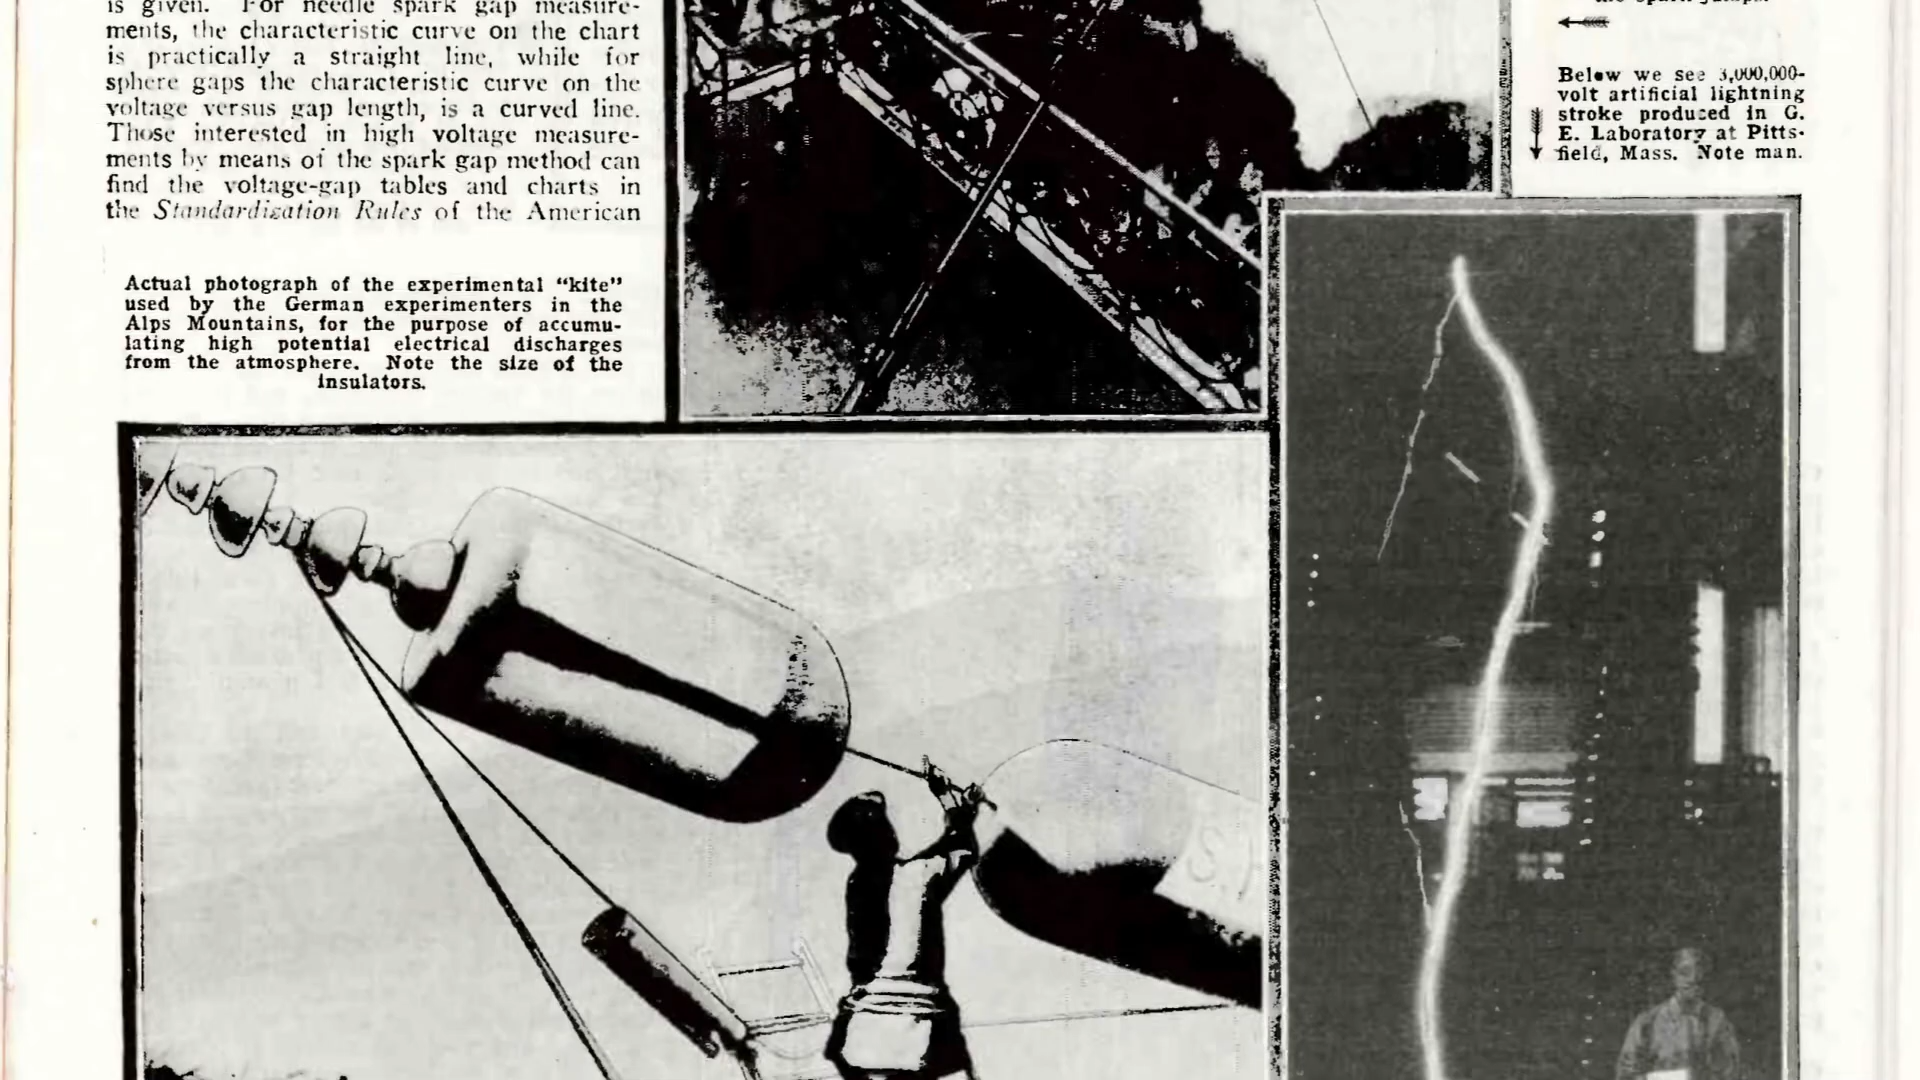 is given. For needle spark gap measure-
ments, the characteristic curve on the chart
is practically a straight line, while for
sphere gaps the characteristic curve on the
voltage versus gap length, is a curved line.
Those interested in high voltage measure-
ments by means of the spark gap method can
find the voltage-gap tables and charts in
the Standardization Rules of the American
Actual photograph of the experimental "kite"
used by the German experimenters in the
Alps Mountains, for the purpose of accumu-
lating high potential electrical discharges
from the atmosphere. Note the size of the
insulators.
Below we see 3,000,000-
volt artificial lightning
stroke produced in G.
E. Laboratory at Pitts-
field, Mass. Note man.